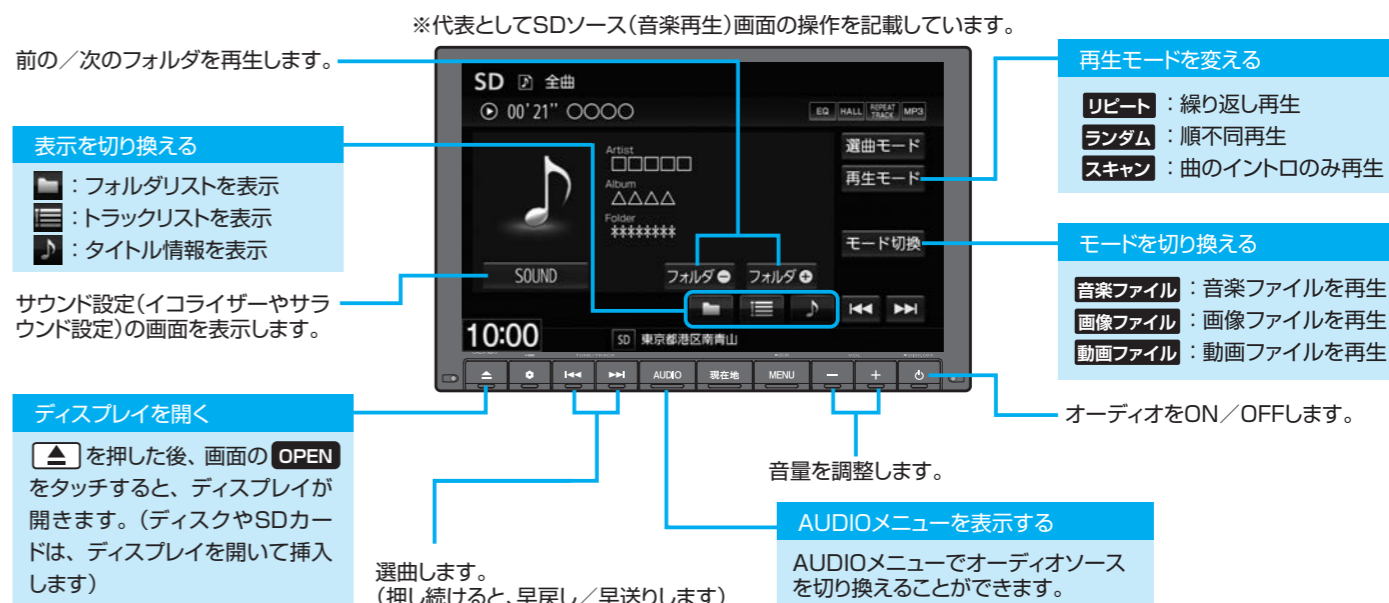 ※代表としてSDソース(音楽再生)画面の操作を記載しています。
前の／次のフォルダを再生します。
表示を切り換える
：フォルダリストを表示
：トラックリストを表示
：タイトル情報を表示
サウンド設定(イコライザーやサラ
ウンド設定)の画面を表示します。
ディスプレイを開く
を押した後、画面の OPEN
をタッチすると、ディスプレイが
開きます。(ディスクやSDカー
ドは、ディスプレイを開いて挿入
します)
SD 全曲
00'21'' ○○○○
EQ HALL REPEAT TRACK MP3
Artist
□□□□□
Album
△△△△
Folder
********
選曲モード
再生モード
モード切換
SOUND
フォルダ－ フォルダ＋
10:00
SD 東京都港区南青山
AUDIO 現在地 MENU － ＋
再生モードを変える
リピート：繰り返し再生
ランダム：順不同再生
スキャン：曲のイントロのみ再生
モードを切り換える
音楽ファイル：音楽ファイルを再生
画像ファイル：画像ファイルを再生
動画ファイル：動画ファイルを再生
オーディオをON／OFFします。
音量を調整します。
選曲します。
(押し続けると、早戻し／早送りします)
AUDIOメニューを表示する
AUDIOメニューでオーディオソース
を切り換えることができます。